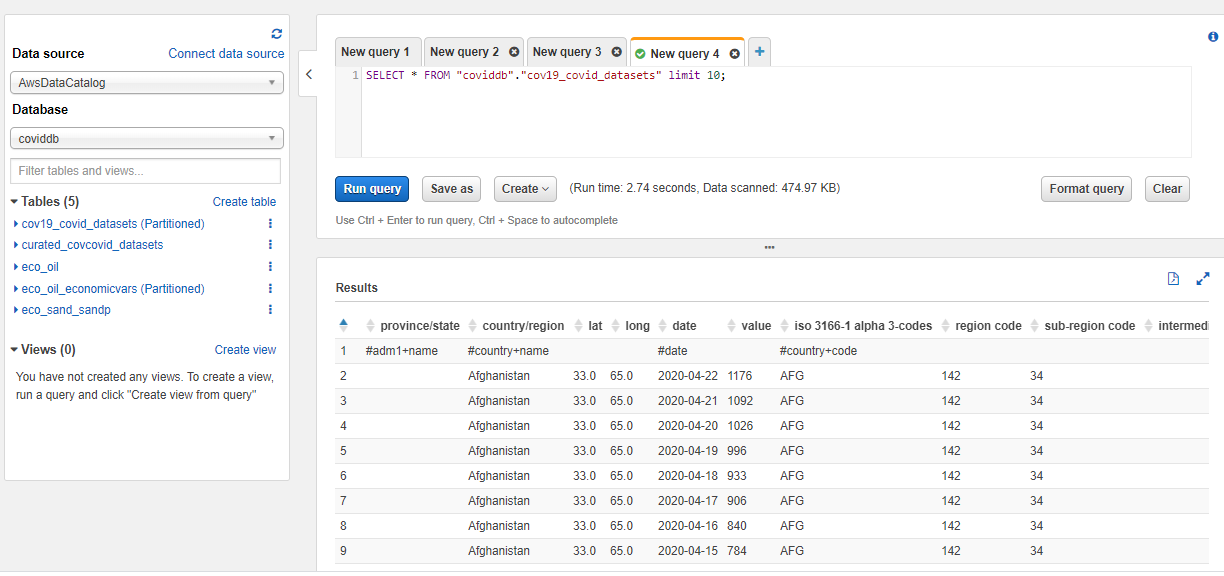 Data source Connect data source
AwsDataCatalog
Database
coviddb
Filter tables and views...
Tables (5) Create table
cov19_covid_datasets (Partitioned)
curated_covcovid_datasets
eco_oil
eco_oil_economicvars (Partitioned)
eco_sand_sandp
Views (0) Create view
You have not created any views. To create a view,
run a query and click "Create view from query"
New query 1 New query 2 New query 3 New query 4
1 SELECT * FROM "coviddb"."cov19_covid_datasets" limit 10;
Run query Save as Create (Run time: 2.74 seconds, Data scanned: 474.97 KB) Format query Clear
Use Ctrl + Enter to run query, Ctrl + Space to autocomplete
Results
province/state country/region lat long date value iso 3166-1 alpha 3-codes region code sub-region code intermedi
1 #adm1+name #country+name #date #country+code
2 Afghanistan 33.0 65.0 2020-04-22 1176 AFG 142 34
3 Afghanistan 33.0 65.0 2020-04-21 1092 AFG 142 34
4 Afghanistan 33.0 65.0 2020-04-20 1026 AFG 142 34
5 Afghanistan 33.0 65.0 2020-04-19 996 AFG 142 34
6 Afghanistan 33.0 65.0 2020-04-18 933 AFG 142 34
7 Afghanistan 33.0 65.0 2020-04-17 906 AFG 142 34
8 Afghanistan 33.0 65.0 2020-04-16 840 AFG 142 34
9 Afghanistan 33.0 65.0 2020-04-15 784 AFG 142 34